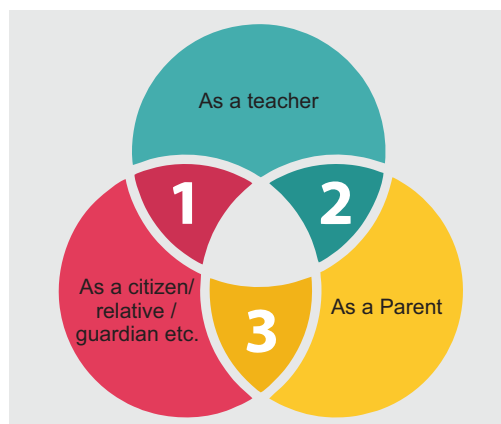 As a teacher
1
2
As a citizen/
relative /
guardian etc.
As a Parent
3